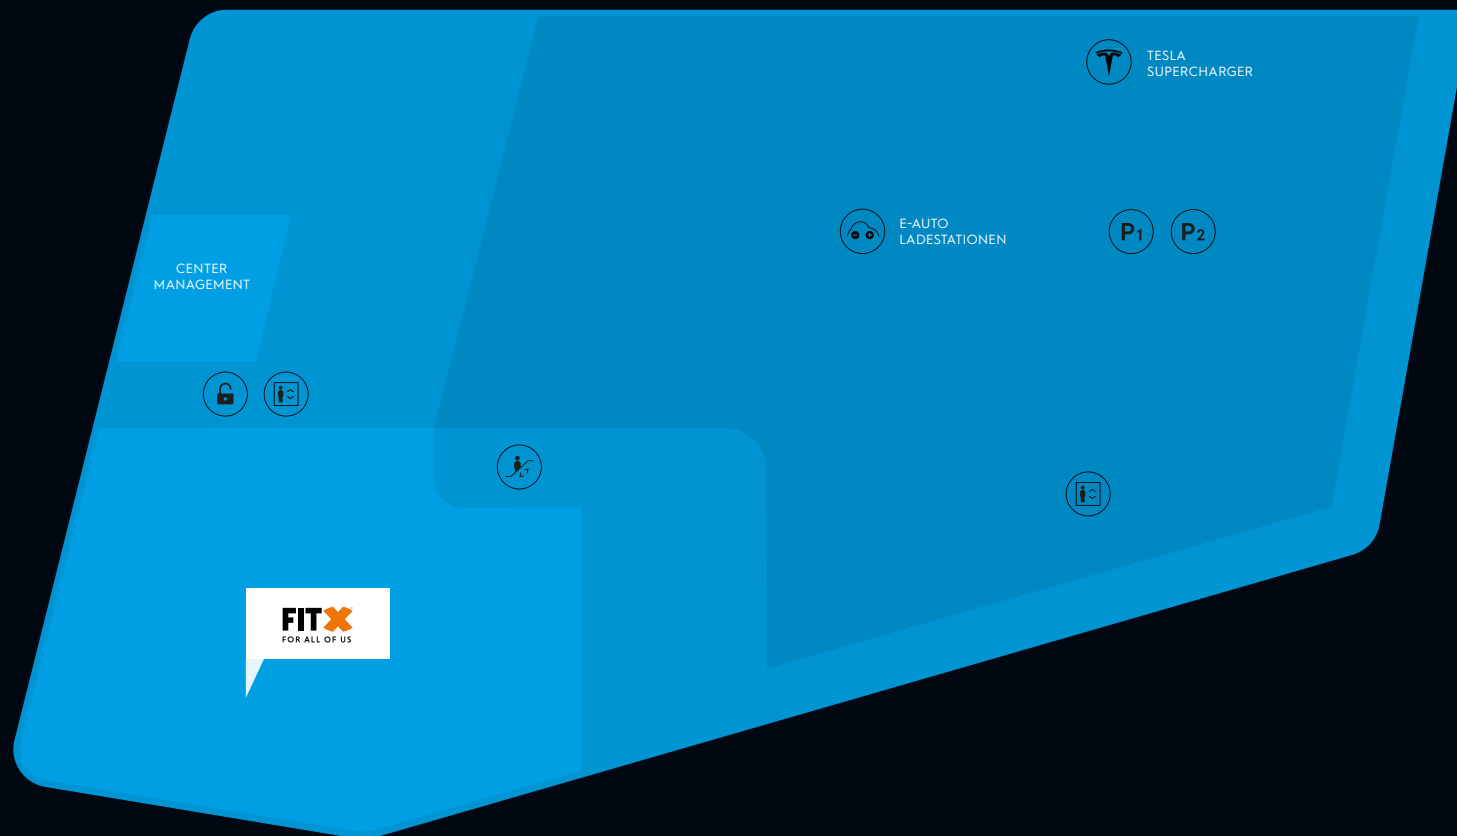 TESLA
SUPERCHARGER
E-AUTO
LADESTATIONEN
P1
P2
CENTER
MANAGEMENT
FITX
FOR ALL OF US